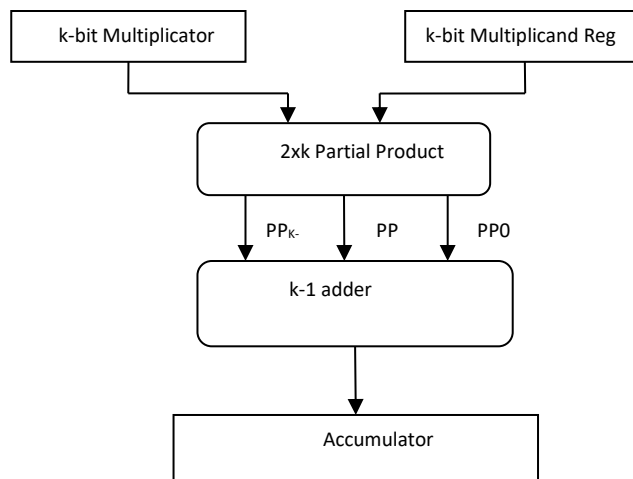 k-bit Multiplicator
k-bit Multiplicand Reg
2xk Partial Product
PPK-
PP
PP0
k-1 adder
Accumulator